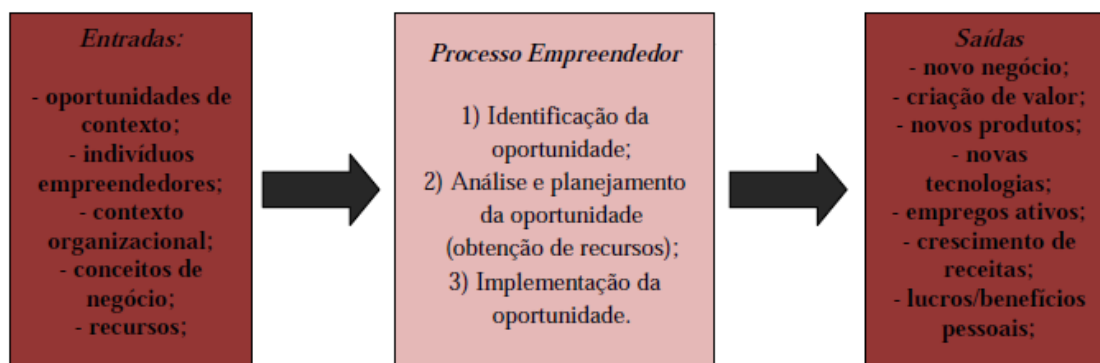 Entradas:
- oportunidades de
contexto;
- indivíduos
empreendedores;
- contexto
organizacional;
- conceitos de
negócio;
- recursos;
Processo Empreendedor
1) Identificação da
oportunidade;
2) Análise e planejamento
da oportunidade
(obtenção de recursos);
3) Implementação da
oportunidade.
Saídas
- novo negócio;
- criação de valor;
- novos produtos;
- novas
tecnologias;
- empregos ativos;
- crescimento de
receitas;
- lucros/benefícios
pessoais;